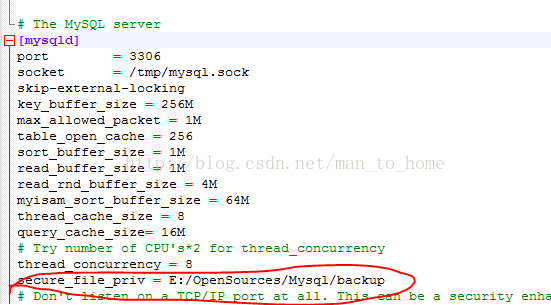 # The MySQL server
[mysqld]
port = 3306
socket = /tmp/mysql.sock
skip-external-locking
key_buffer_size = 256M
max_allowed_packet = 1M
table_open_cache = 256
sort_buffer_size = 1M
http://blog.csdn.net/man_to_home
read_buffer_size = 1M
read_rnd_buffer_size = 4M
myisam_sort_buffer_size = 64M
thread_cache_size = 8
query_cache_size= 16M
# Try number of CPU's*2 for thread_concurrency
thread_concurrency = 8
secure_file_priv = E:/OpenSources/Mysql/backup
# Don't listen on a TCP/IP port at all. This can be a security enha